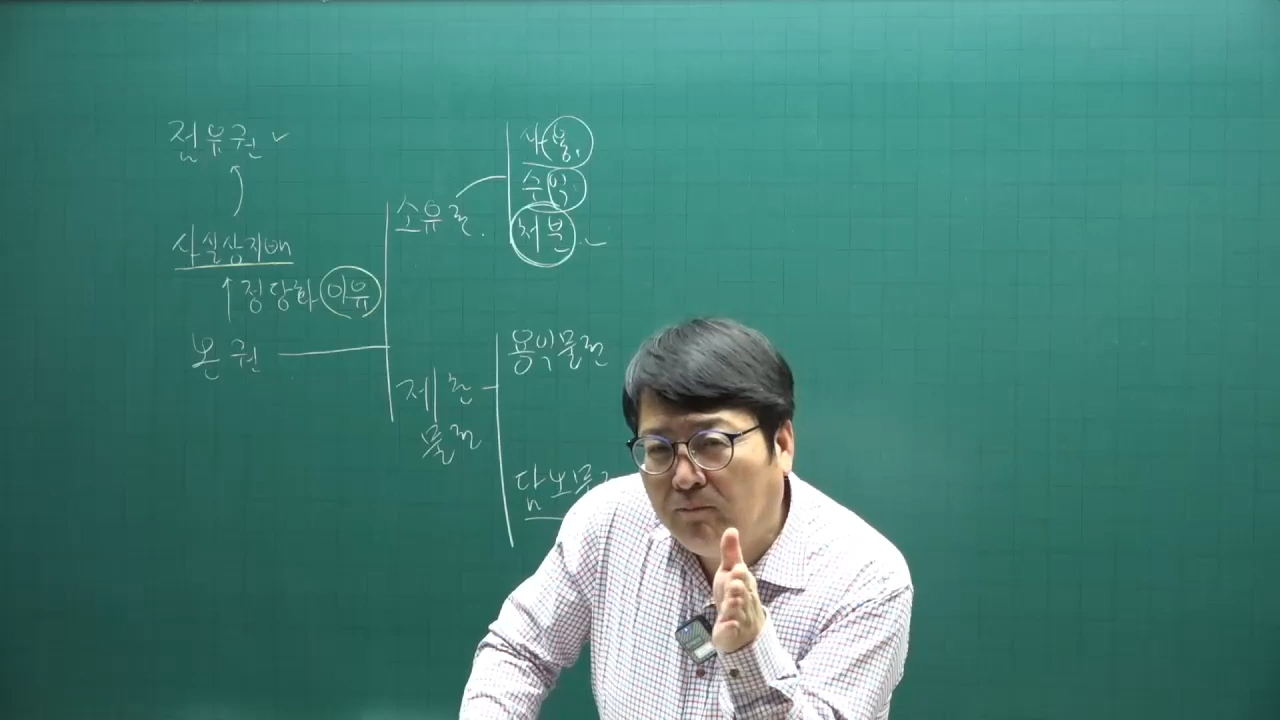 점유권 ✓
사실상지배
↑ 정당화 이유
본권
소유권.
사용.
수익.
처분
제한
물권
용익물권
담보물